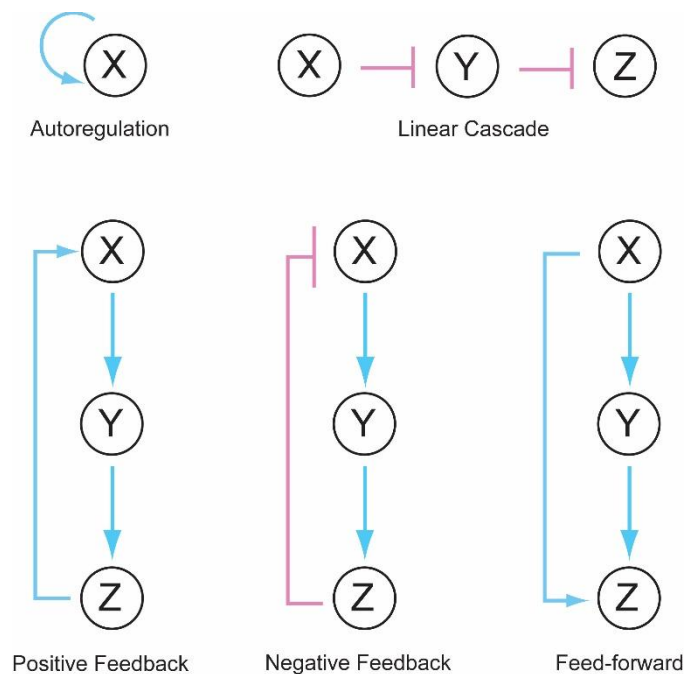 X
X Y Z
Autoregulation
Linear Cascade
X X X
Y Y Y
Z Z Z
Positive Feedback
Negative Feedback
Feed-forward